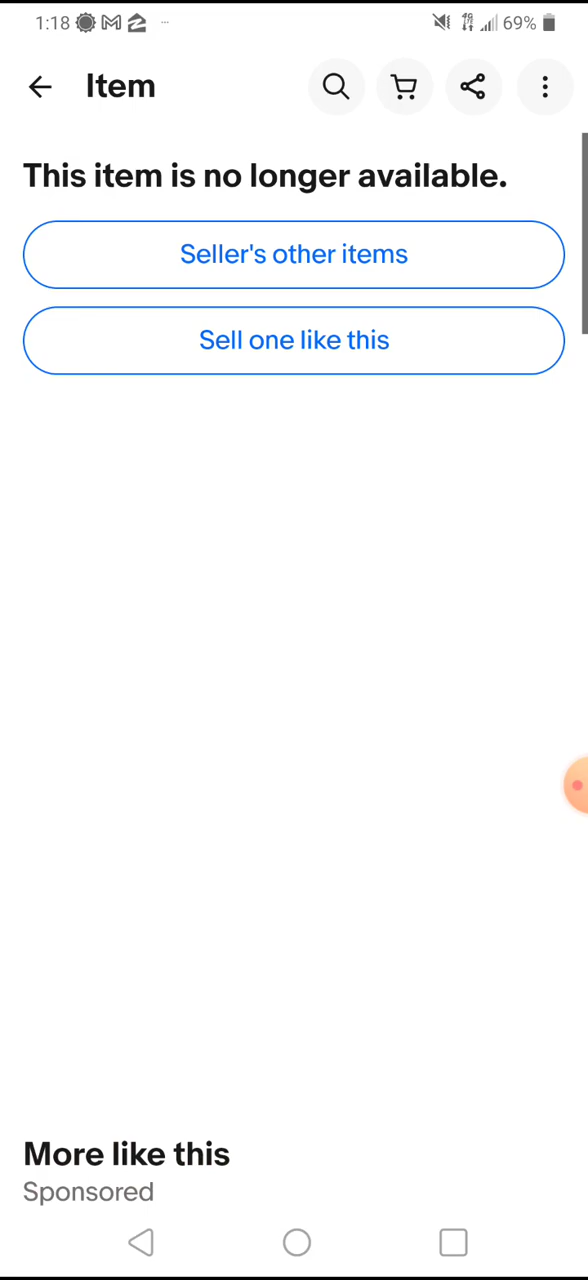 1:18
69%
Item
This item is no longer available.
Seller's other items
Sell one like this
More like this
Sponsored